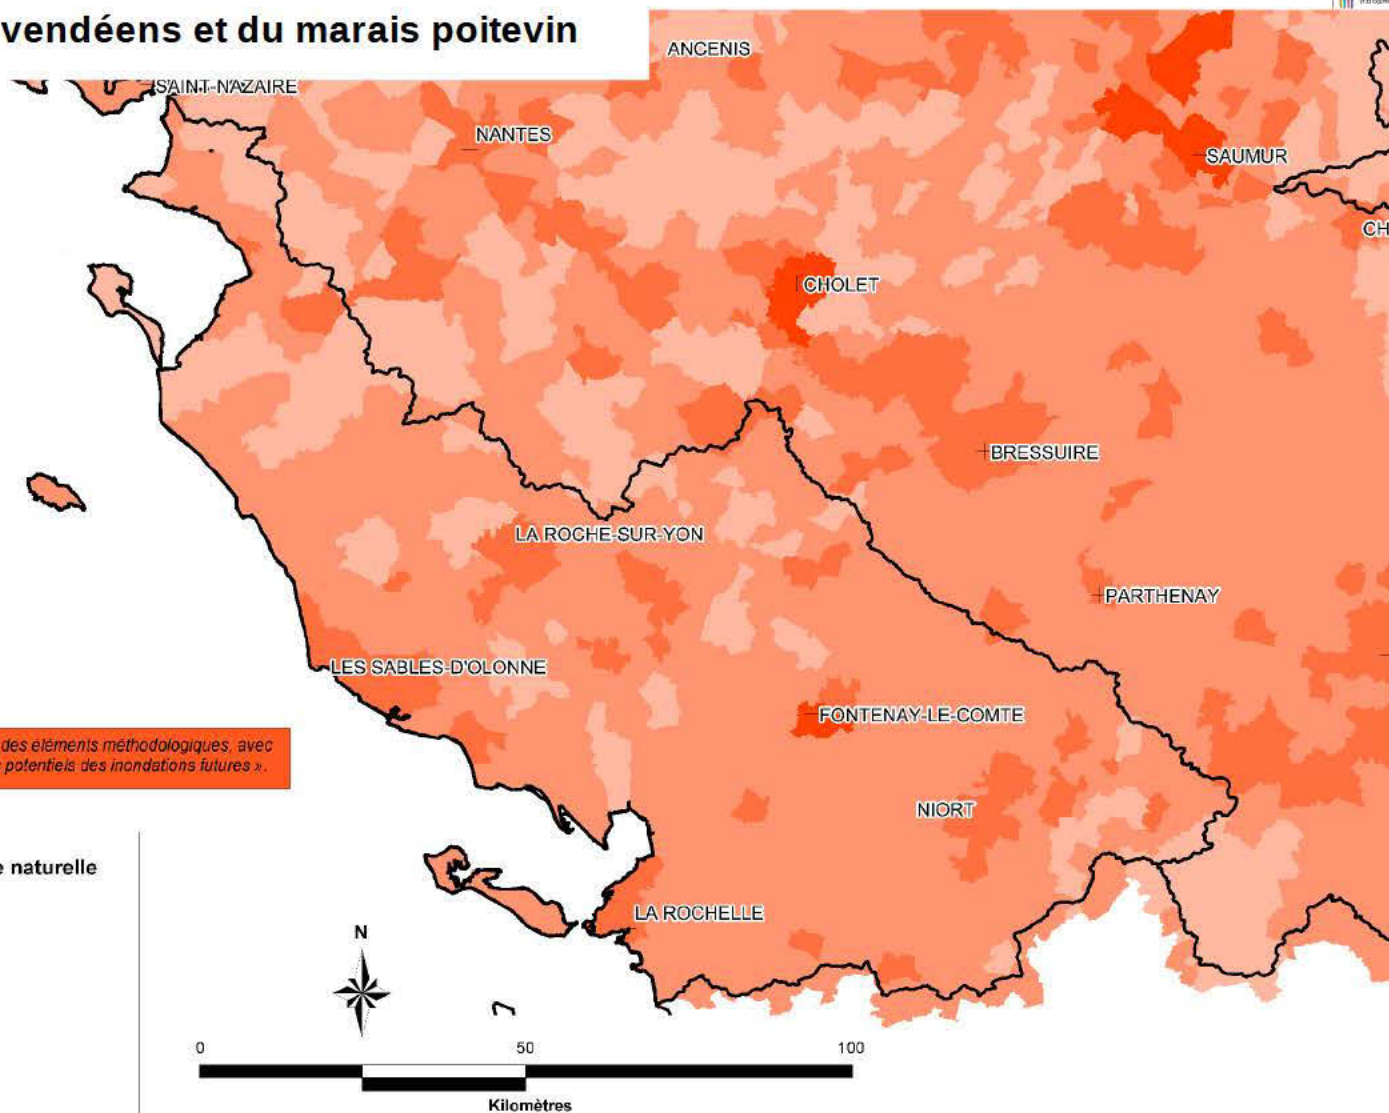 vendéens et du marais poitevin
ANCENIS
SAINT-NAZAIRE
NANTES
SAUMUR
CH
CHOLET
BRESSUIRE
LA ROCHE-SUR-YON
PARTHENAY
LES SABLES-D'OLONNE
FONTENAY-LE-COMTE
des éléments méthodologiques, avec
potentiels des inondations futures ».
NIORT
e naturelle
LA ROCHELLE
N
0 50 100
Kilomètres